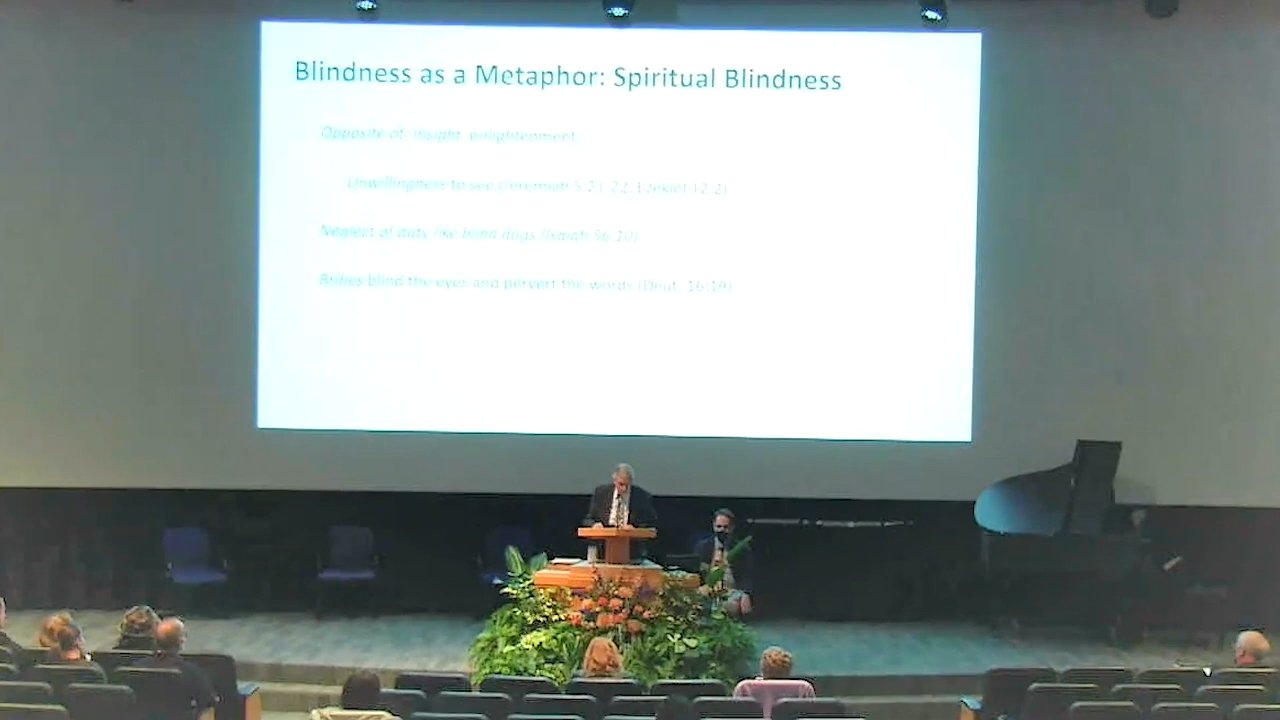 Blindness as a Metaphor: Spiritual Blindness
Opposite of insight, enlightenment
Unwillingness to see (Jeremiah 5:21-22, Ezekiel 12:2)
Neglect of duty like blind dogs (Isaiah 56:10)
Bribes blind the eyes and pervert the words (Deut. 16:19)